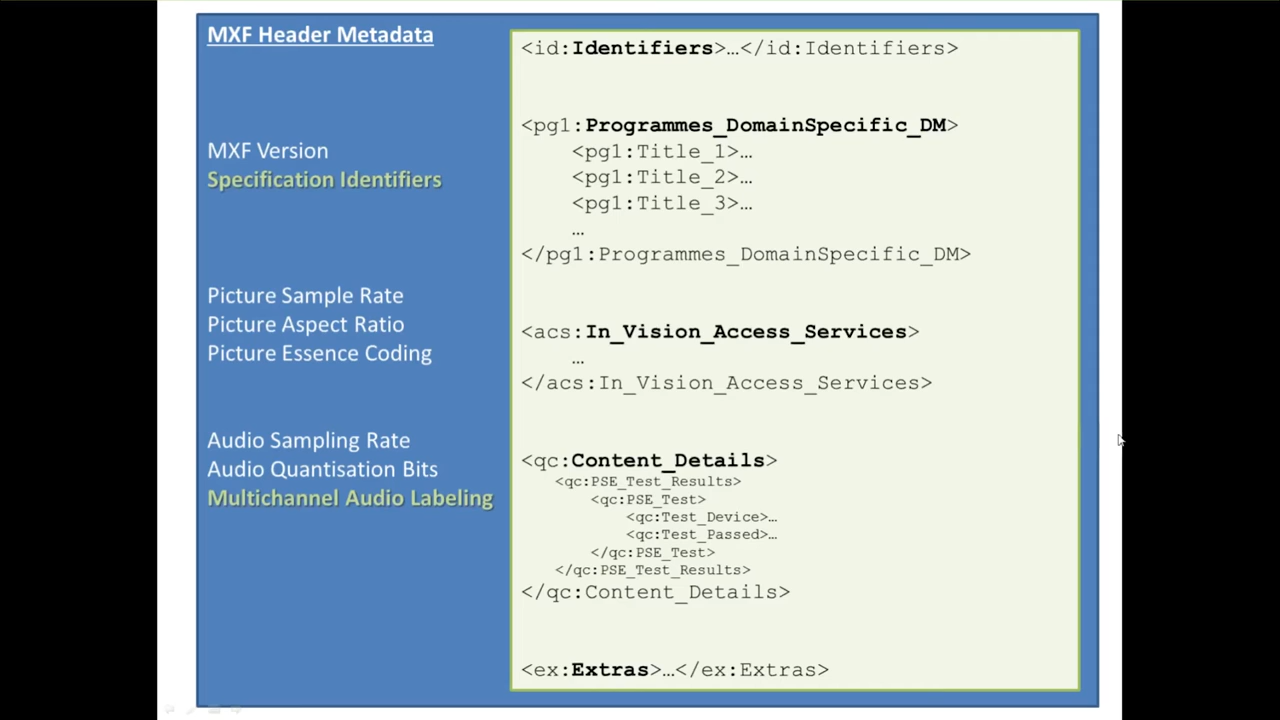 MXF Header Metadata
MXF Version
Specification Identifiers
Picture Sample Rate
Picture Aspect Ratio
Picture Essence Coding
Audio Sampling Rate
Audio Quantisation Bits
Multichannel Audio Labeling
<id:Identifiers>…</id:Identifiers>
<pg1:Programmes_DomainSpecific_DM>
<pg1:Title_1>…
<pg1:Title_2>…
<pg1:Title_3>…
…
</pg1:Programmes_DomainSpecific_DM>
<acs:In_Vision_Access_Services>
…
</acs:In_Vision_Access_Services>
<qc:Content_Details>
<qc:PSE_Test_Results>
<qc:PSE_Test>
<qc:Test_Device>…
<qc:Test_Passed>…
</qc:PSE_Test>
</qc:PSE_Test_Results>
</qc:Content_Details>
<ex:Extras>…</ex:Extras>